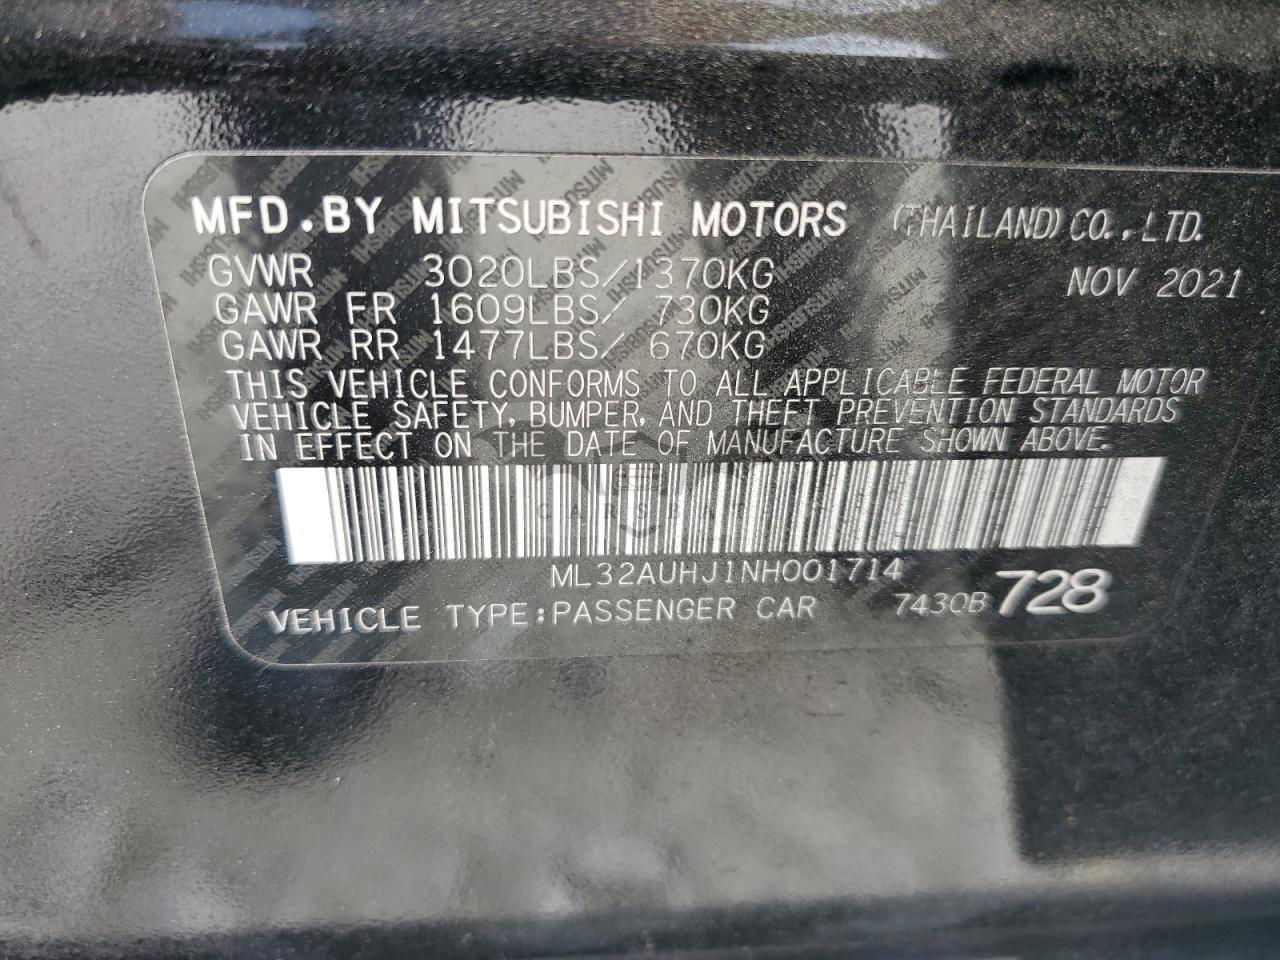 MFD.BY MITSUBISHI MOTORS (THAILAND) CO.,LTD.
GVWR 3020LBS/1370KG NOV 2021
GAWR FR 1609LBS/ 730KG
GAWR RR 1477LBS/ 670KG
THIS VEHICLE CONFORMS TO ALL APPLICABLE FEDERAL MOTOR
VEHICLE SAFETY, BUMPER, AND THEFT PREVENTION STANDARDS
IN EFFECT ON THE DATE OF MANUFACTURE SHOWN ABOVE.
ML32AUHJ1NH001714
VEHICLE TYPE:PASSENGER CAR 7430B 728